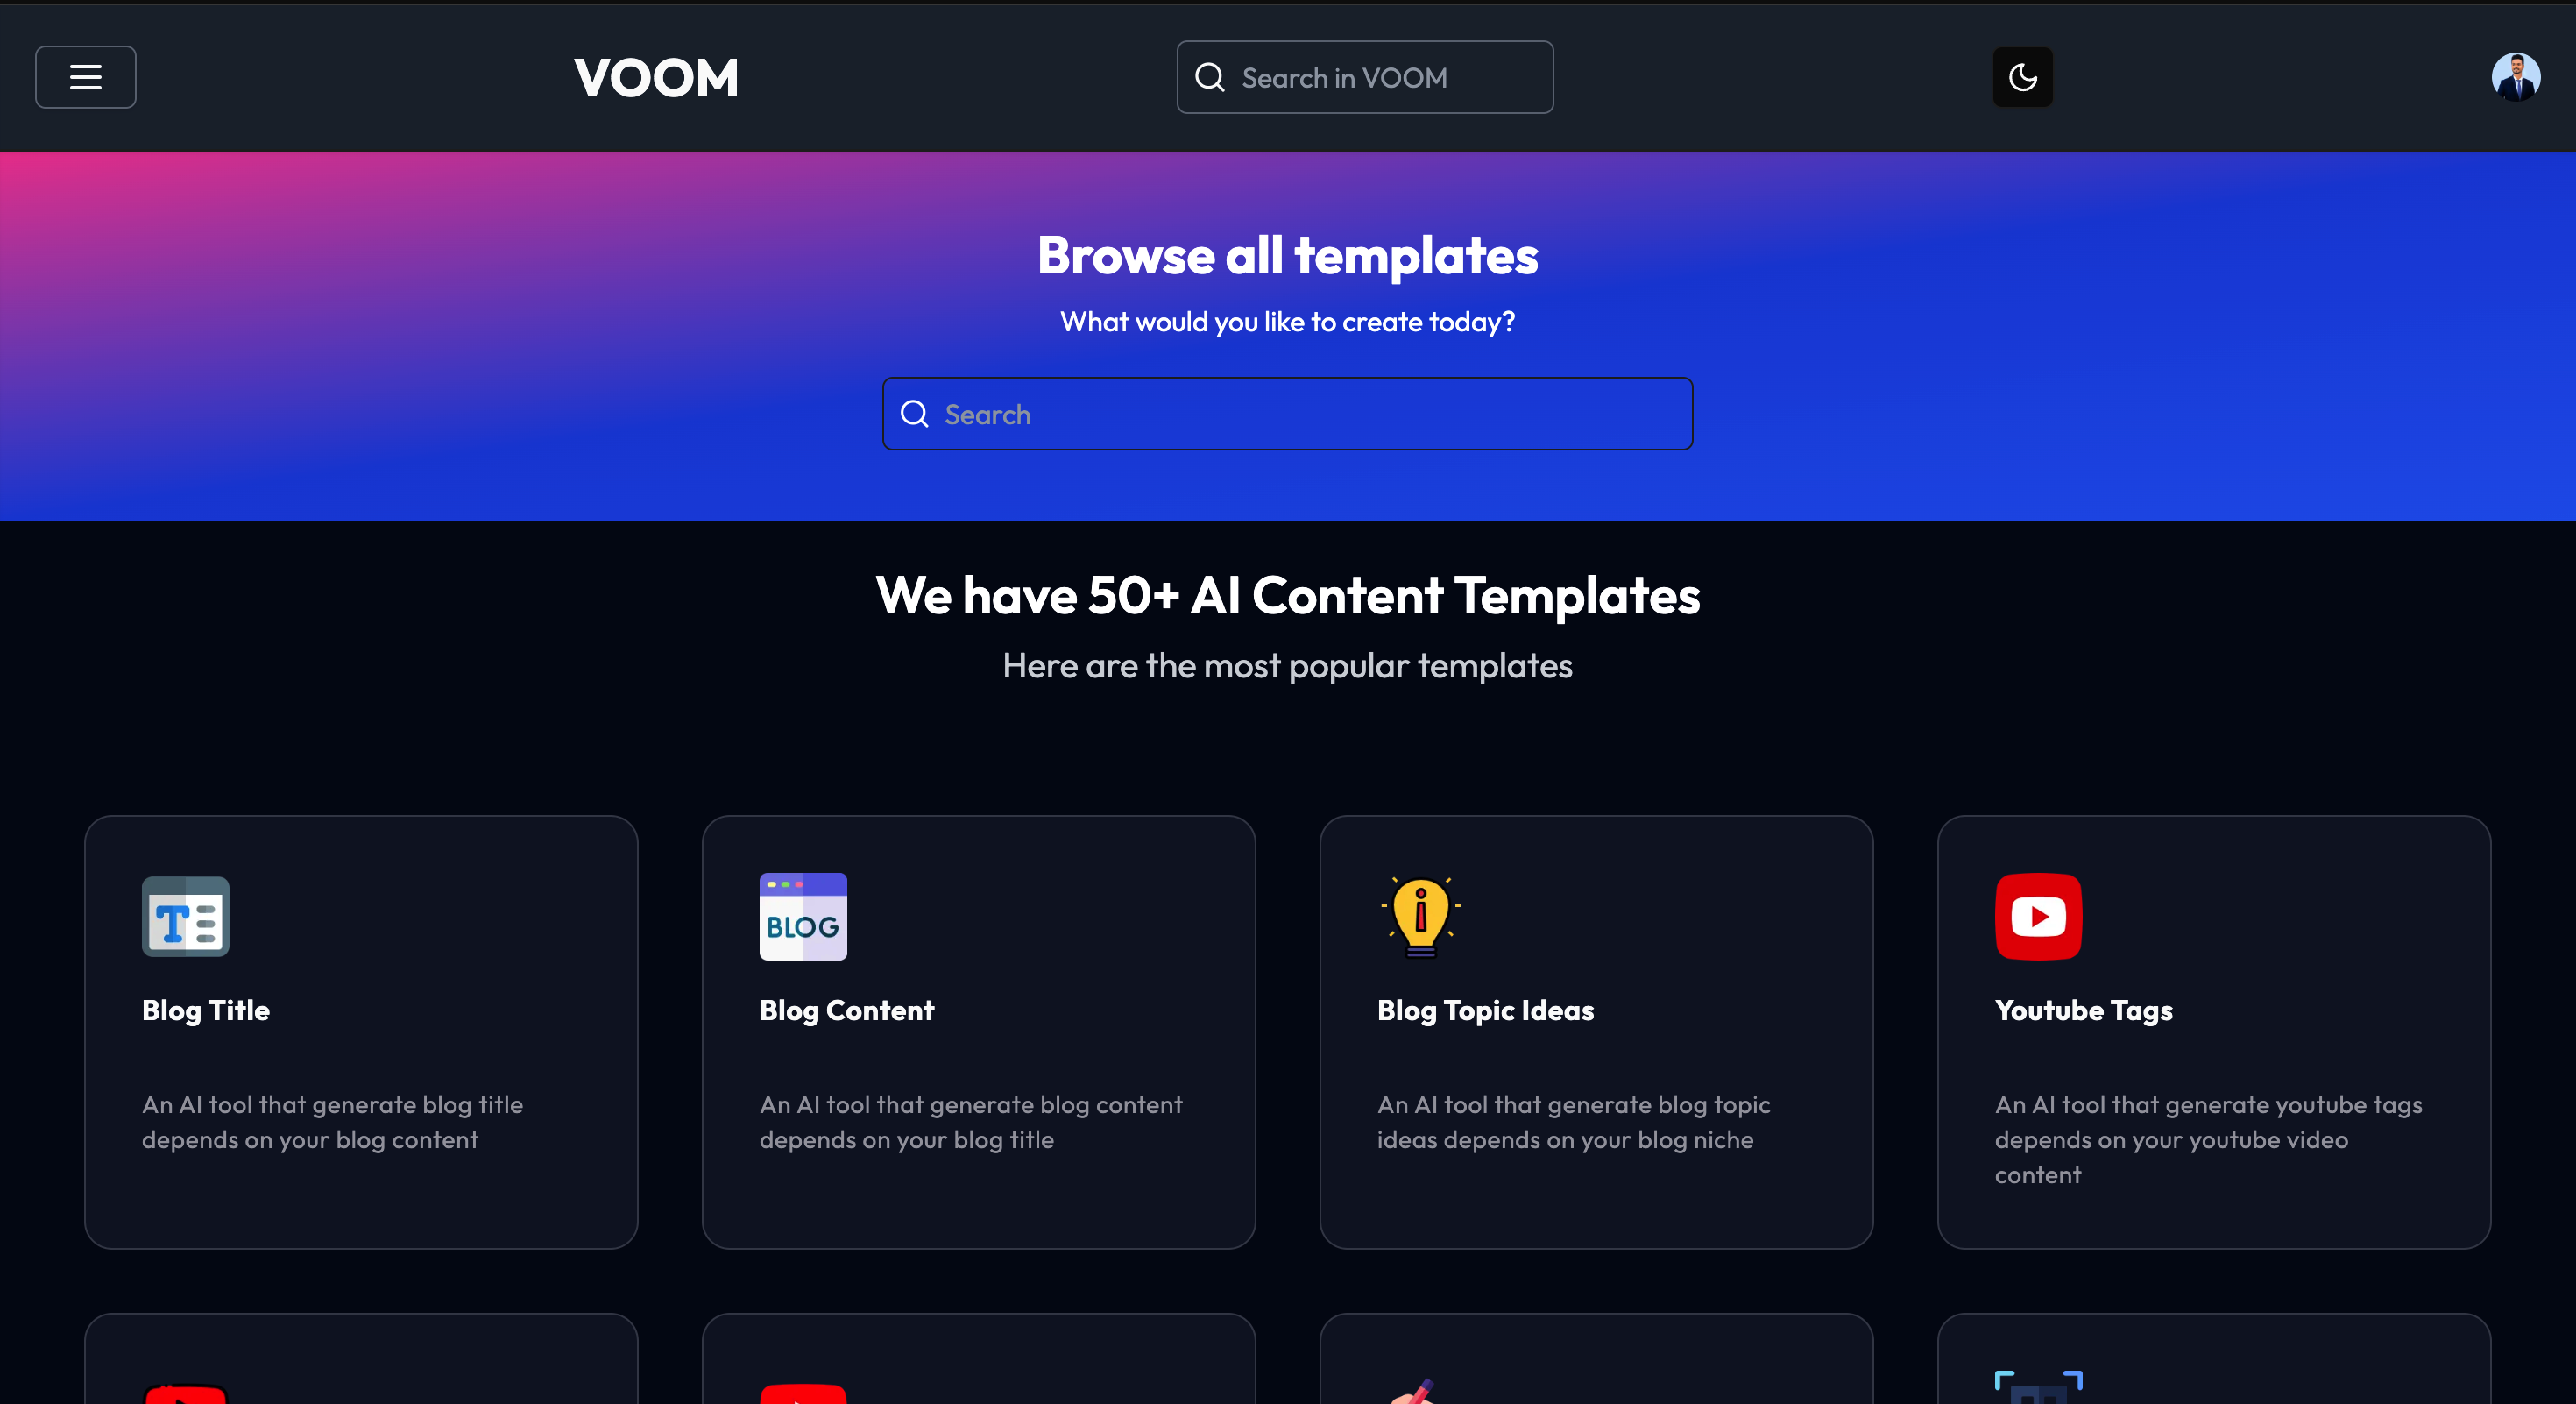 VOOM
Search in VOOM
Browse all templates
What would you like to create today?
Search
We have 50+ AI Content Templates
Here are the most popular templates
BLOG
Blog Title
An AI tool that generate blog title
depends on your blog content
Blog Content
An AI tool that generate blog content
depends on your blog title
Blog Topic Ideas
An AI tool that generate blog topic
ideas depends on your blog niche
Youtube Tags
An AI tool that generate youtube tags
depends on your youtube video
content